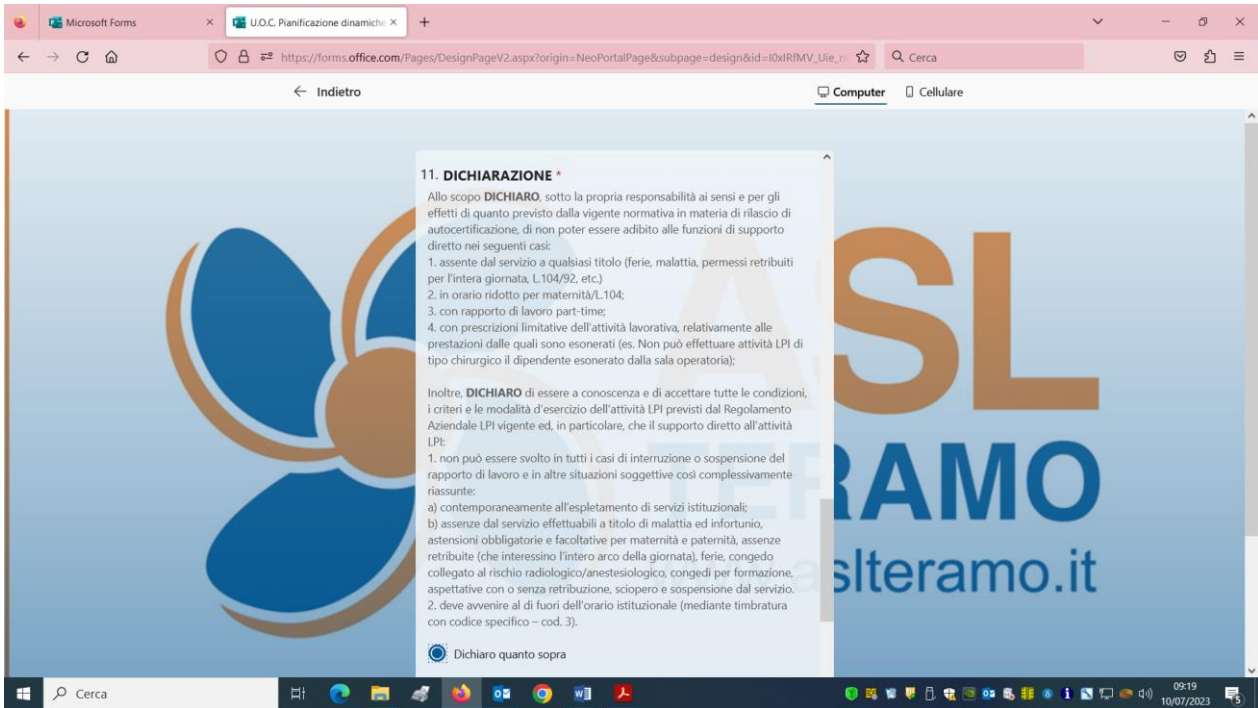 Microsoft Forms
U.O.C. Pianificazione dinamiche
https://forms.office.com/Pages/DesignPageV2.aspx?origin=NeoPortalPage&subpage=design&id=I0xIRfMV_Uie_
Cerca
Indietro
Computer
Cellulare
11. DICHIARAZIONE *
Allo scopo DICHIARO, sotto la propria responsabilità ai sensi e per gli
effetti di quanto previsto dalla vigente normativa in materia di rilascio di
autocertificazione, di non poter essere adibito alle funzioni di supporto
diretto nei seguenti casi:
1. assente dal servizio a qualsiasi titolo (ferie, malattia, permessi retribuiti
per l'intera giornata, L.104/92, etc.)
2. in orario ridotto per maternità/L.104;
3. con rapporto di lavoro part-time;
4. con prescrizioni limitative dell'attività lavorativa, relativamente alle
prestazioni dalle quali sono esonerati (es. Non può effettuare attività LPI di
tipo chirurgico il dipendente esonerato dalla sala operatoria);
Inoltre, DICHIARO di essere a conoscenza e di accettare tutte le condizioni,
i criteri e le modalità d'esercizio dell'attività LPI previsti dal Regolamento
Aziendale LPI vigente ed, in particolare, che il supporto diretto all'attività
LPI:
1. non può essere svolto in tutti i casi di interruzione o sospensione del
rapporto di lavoro e in altre situazioni soggettive così complessivamente
riassunte:
a) contemporaneamente all'espletamento di servizi istituzionali;
b) assenze dal servizio effettuabili a titolo di malattia ed infortunio,
astensioni obbligatorie e facoltative per maternità e paternità, assenze
retribuite (che interessino l'intero arco della giornata), ferie, congedo
collegato al rischio radiologico/anestesiologico, congedi per formazione,
aspettative con o senza retribuzione, sciopero e sospensione dal servizio.
2. deve avvenire al di fuori dell'orario istituzionale (mediante timbratura
con codice specifico – cod. 3).
Dichiaro quanto sopra
ASL
TERAMO
aslteramo.it
Cerca
09:19
10/07/2023
5